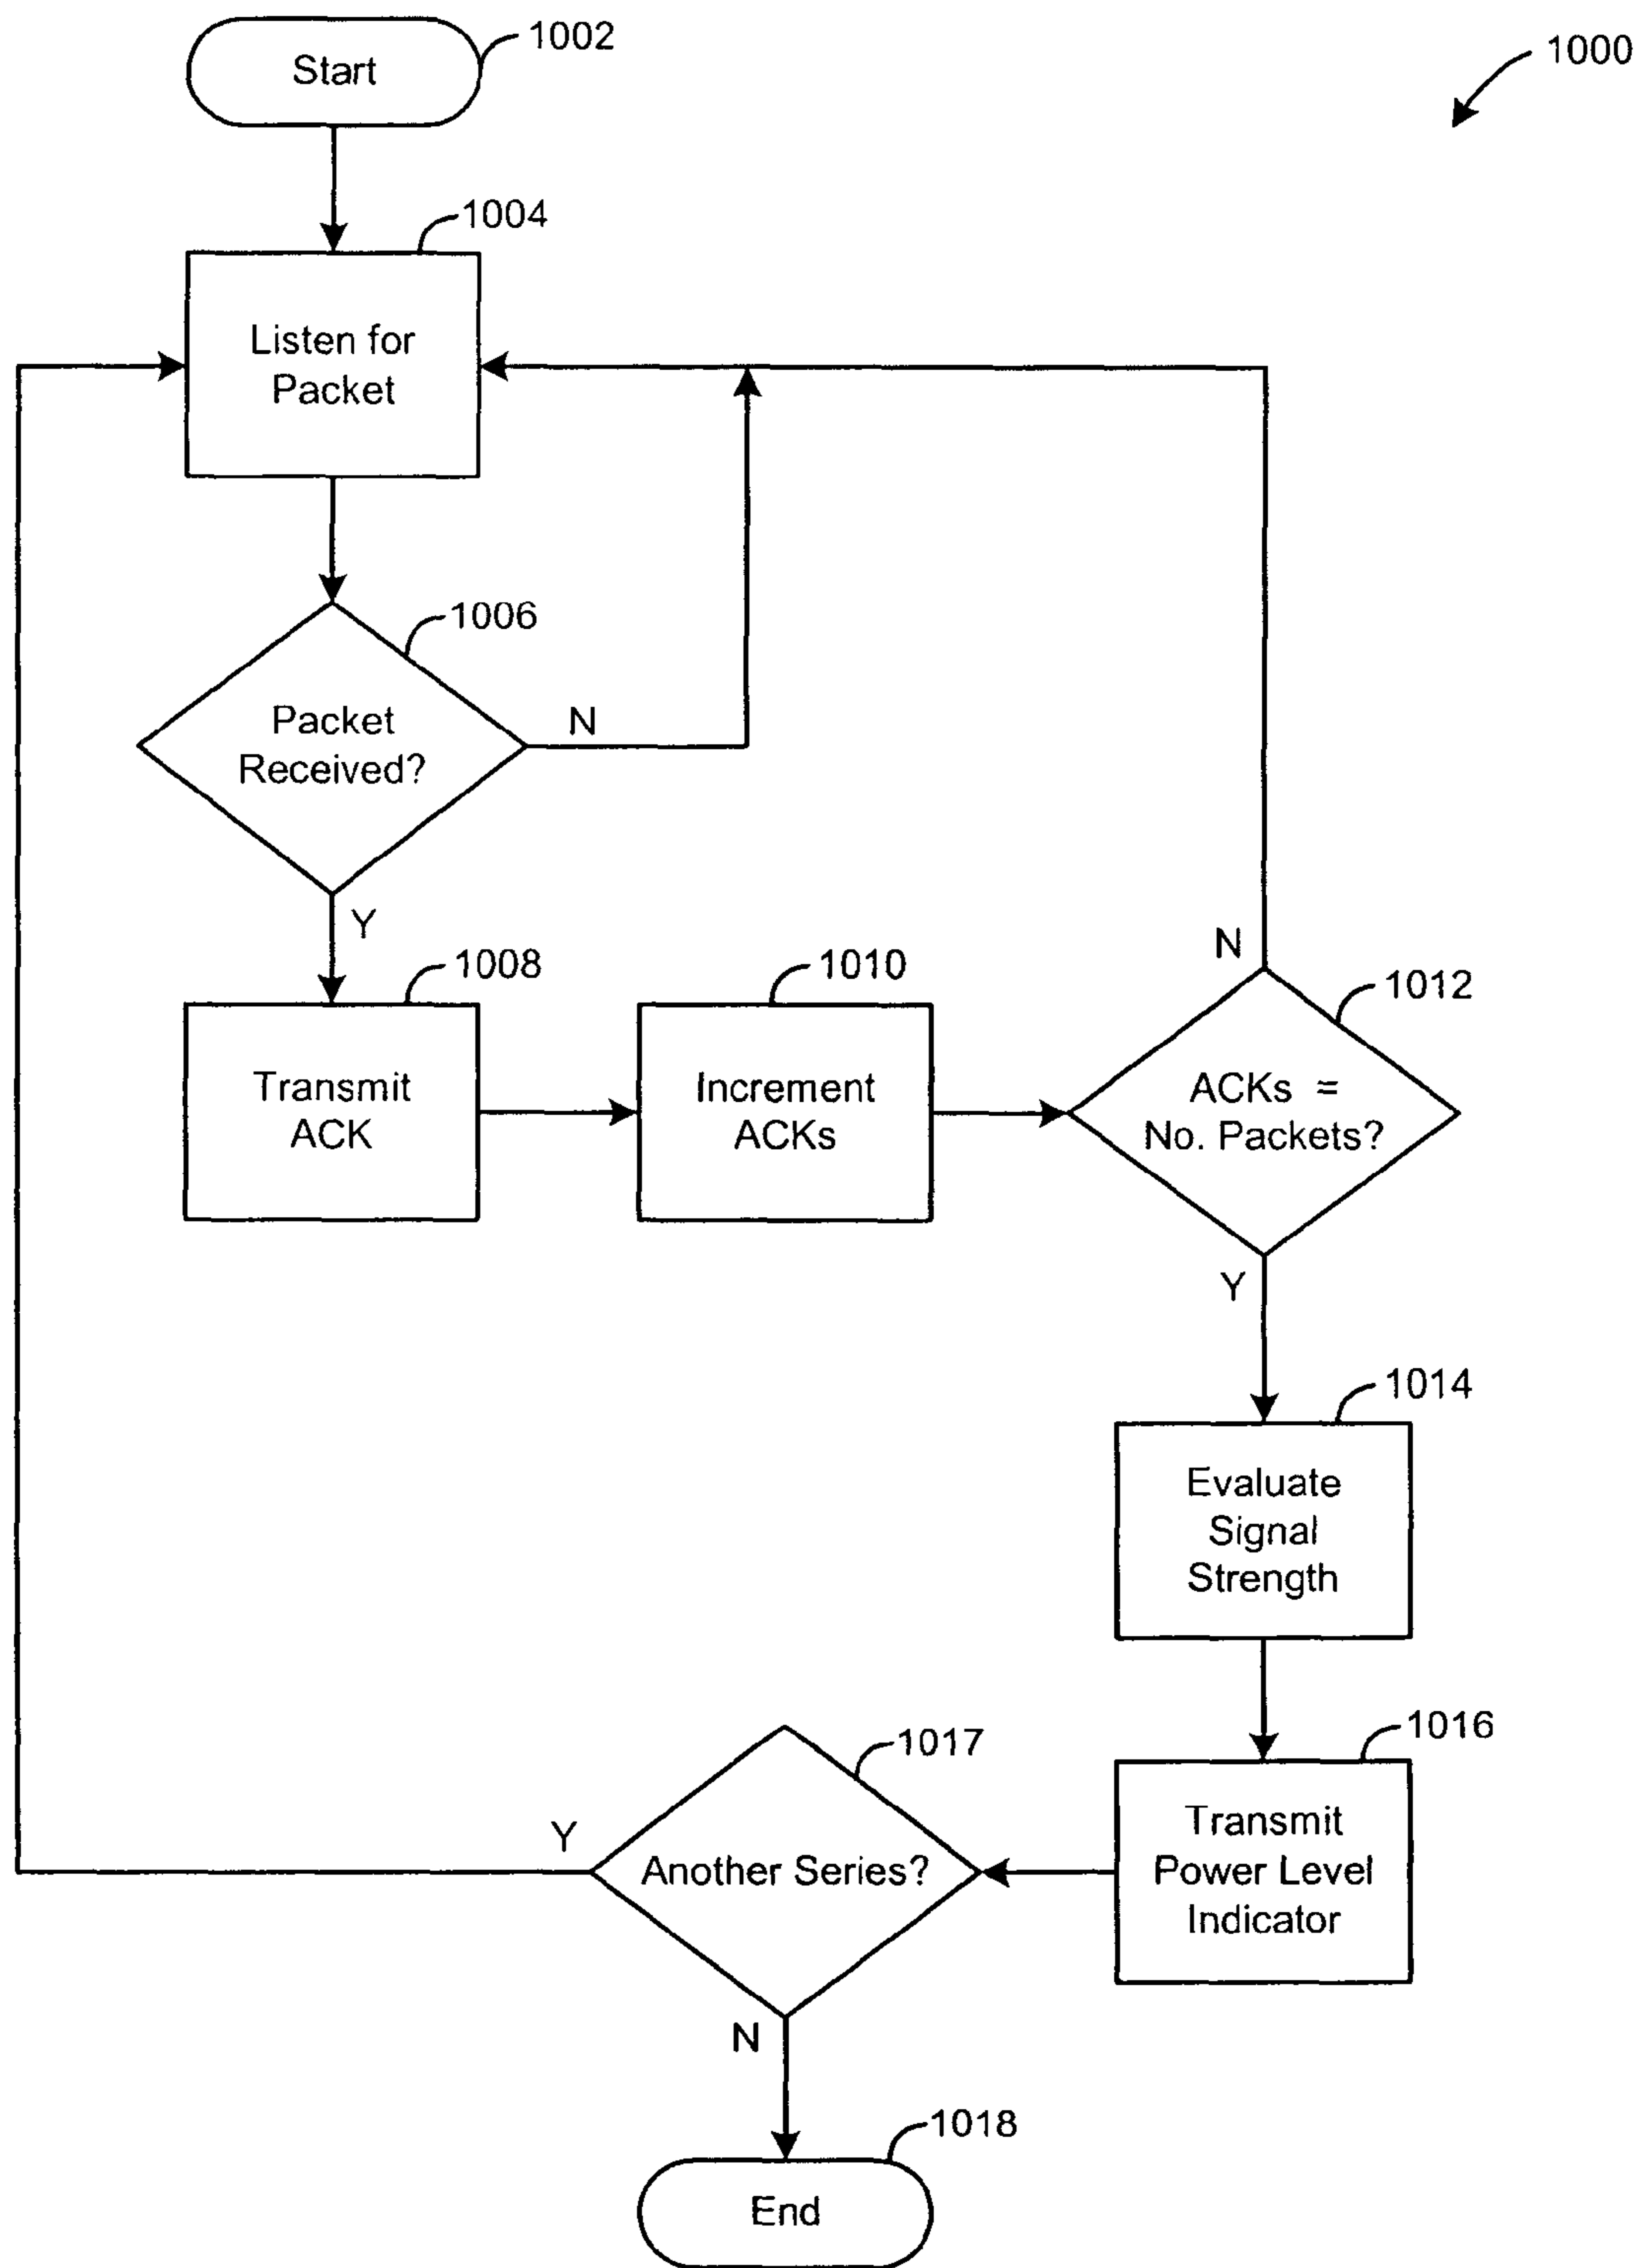 1002
Start
1000
1004
Listen for
Packet
1006
Packet
Received?
N
Y
1008
Transmit
ACK
1010
Increment
ACKs
N
1012
ACKs =
No. Packets?
Y
1014
Evaluate
Signal
Strength
1016
Transmit
Power Level
Indicator
1017
Another Series?
Y
N
1018
End